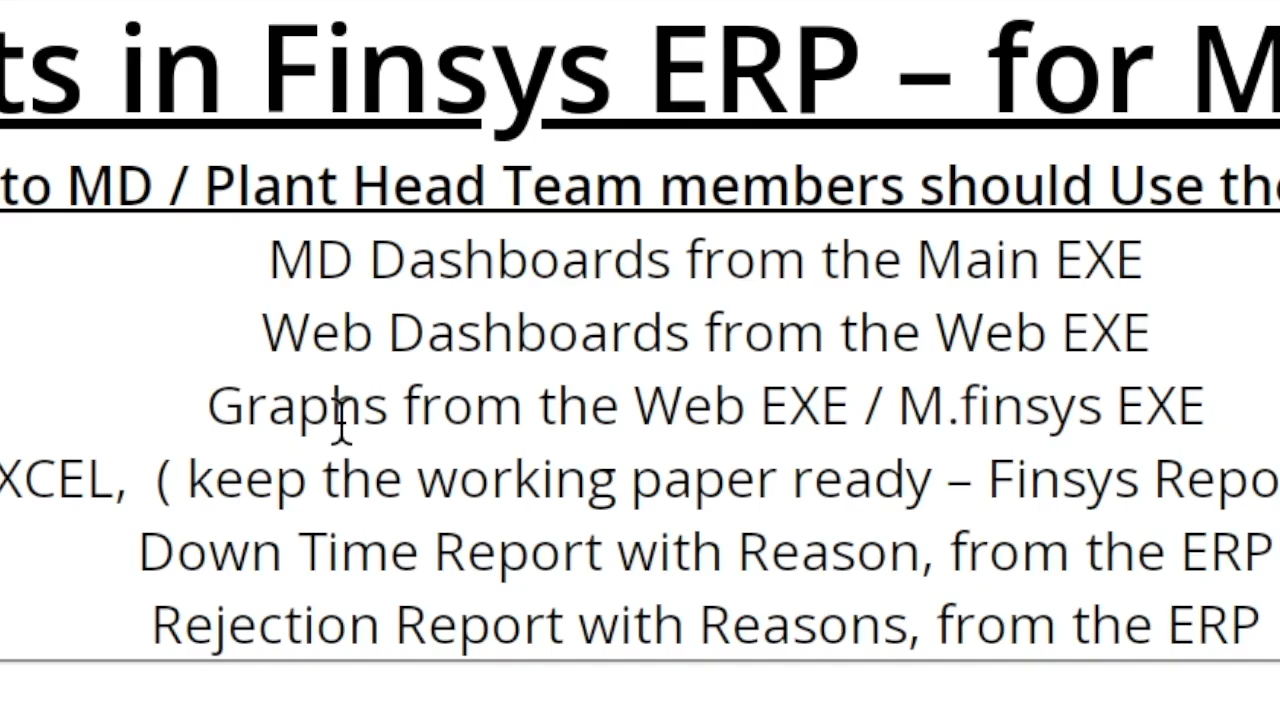 ts in Finsys ERP – for M
to MD / Plant Head Team members should Use the
MD Dashboards from the Main EXE
Web Dashboards from the Web EXE
Graphs from the Web EXE / M.finsys EXE
XCEL, ( keep the working paper ready – Finsys Repo
Down Time Report with Reason, from the ERP
Rejection Report with Reasons, from the ERP